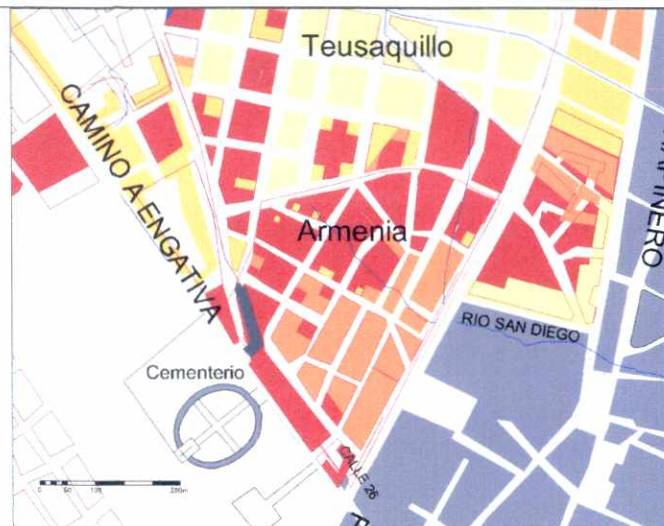 Teusaquillo
CAMINO A ENGATIVA
Armenia
RIO SAN DIEGO
Cementerio
CALLE 26